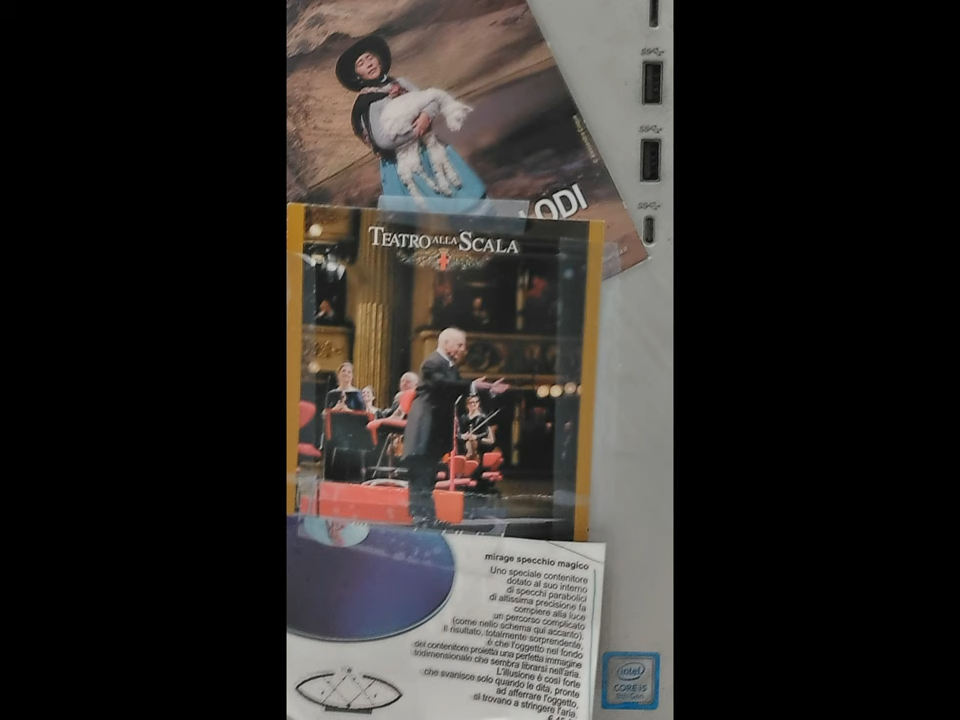 LODI
TEATRO ALLA SCALA
mirage specchio magico
Uno speciale contenitore
dotato al suo interno
di specchi parabolici
di altissima precisione fa
compiere alla luce
un percorso complicato
(come nello schema qui accanto).
Il risultato, totalmente sorprendente,
è che l'oggetto nel fondo
del contenitore proietta una perfetta immagine
tridimensionale che sembra librarsi nell'aria.
L'illusione è così forte
che svanisce solo quando le dita, pronte
ad afferrare l'oggetto,
si trovano a stringere l'aria.
intel
CORE i5
8th Gen